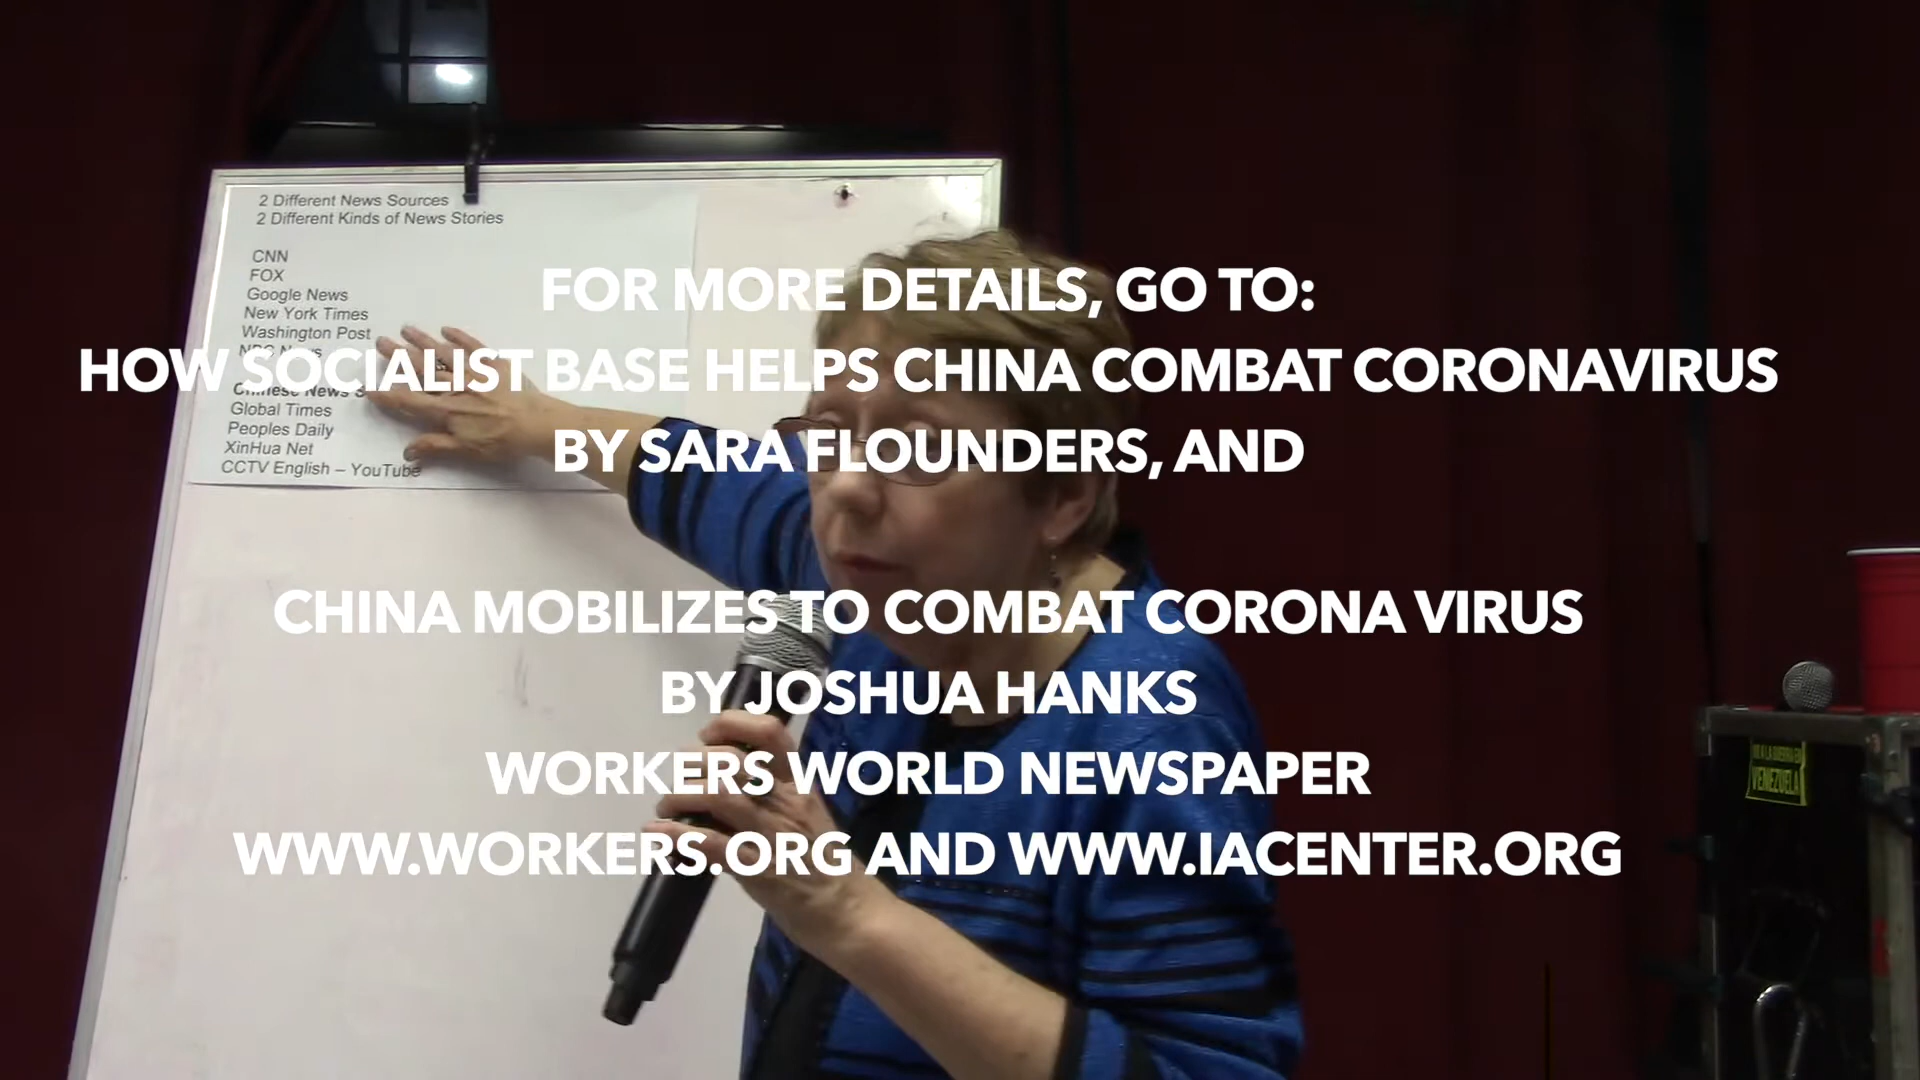 2 Different News Sources
2 Different Kinds of News Stories
CNN
FOX
Google News
New York Times
Washington Post
Chinese News
Global Times
Peoples Daily
XinHua Net
CCTV English – YouTube
FOR MORE DETAILS, GO TO:
HOW SOCIALIST BASE HELPS CHINA COMBAT CORONAVIRUS
BY SARA FLOUNDERS, AND
CHINA MOBILIZES TO COMBAT CORONA VIRUS
BY JOSHUA HANKS
WORKERS WORLD NEWSPAPER
WWW.WORKERS.ORG AND WWW.IACENTER.ORG
VENEZUELA